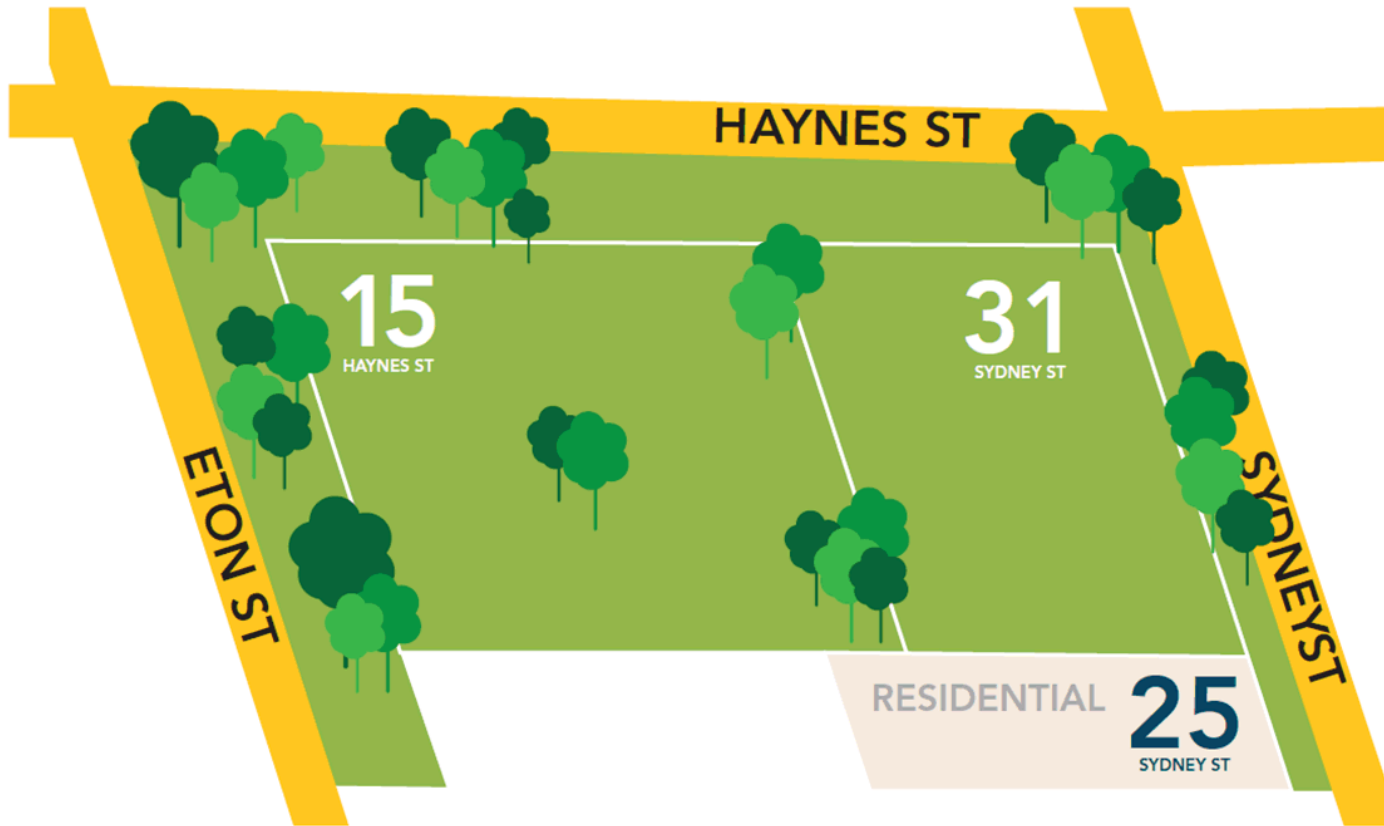 HAYNES ST
15
HAYNES ST
31
SYDNEY ST
ETON ST
SYDNEYST
RESIDENTIAL
25
SYDNEY ST